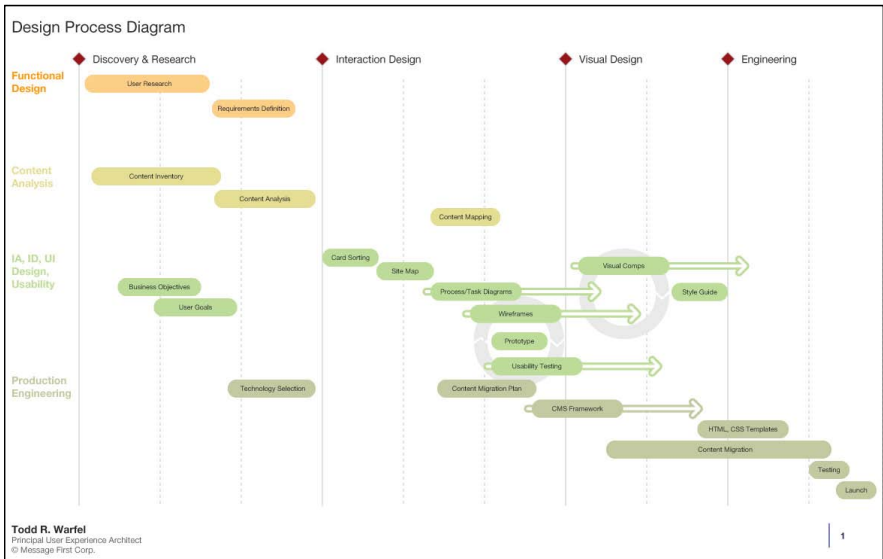 Design Process Diagram
Discovery & Research
Interaction Design
Visual Design
Engineering
Functional
Design
User Research
Requirements Definition
Content
Analysis
Content Inventory
Content Analysis
Content Mapping
IA, ID, UI
Design,
Usability
Card Sorting
Site Map
Visual Comps
Business Objectives
Process/Task Diagrams
Style Guide
User Goals
Wireframes
Prototype
Usability Testing
Production
Engineering
Technology Selection
Content Migration Plan
CMS Framework
HTML, CSS Templates
Content Migration
Testing
Launch
Todd R. Warfel
Principal User Experience Architect
© Message First Corp.
1